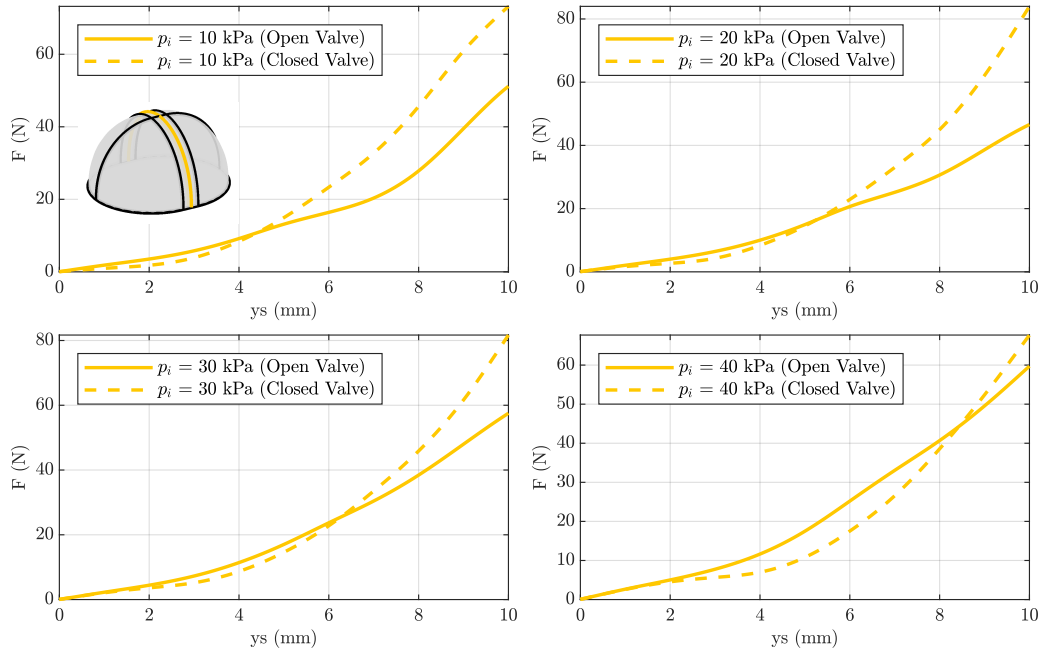 F (N)
60
40
20
0
p_i = 10 kPa (Open Valve)
p_i = 10 kPa (Closed Valve)
0 2 4 6 8 10
ys (mm)
F (N)
80
60
40
20
0
p_i = 20 kPa (Open Valve)
p_i = 20 kPa (Closed Valve)
0 2 4 6 8 10
ys (mm)
F (N)
80
60
40
20
0
p_i = 30 kPa (Open Valve)
p_i = 30 kPa (Closed Valve)
0 2 4 6 8 10
ys (mm)
F (N)
60
50
40
30
20
10
0
p_i = 40 kPa (Open Valve)
p_i = 40 kPa (Closed Valve)
0 2 4 6 8 10
ys (mm)